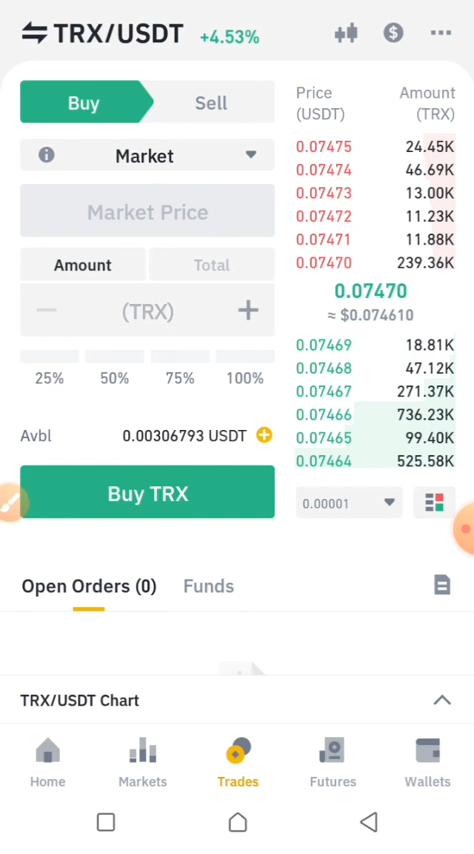 TRX/USDT +4.53%
Buy Sell
Market
Market Price
Amount Total
(TRX)
25% 50% 75% 100%
Avbl 0.00306793 USDT
Buy TRX
Price Amount
(USDT) (TRX)
0.07475 24.45K
0.07474 46.69K
0.07473 13.00K
0.07472 11.23K
0.07471 11.88K
0.07470 239.36K
0.07470
≈ $0.074610
0.07469 18.81K
0.07468 47.12K
0.07467 271.37K
0.07466 736.23K
0.07465 99.40K
0.07464 525.58K
0.00001
Open Orders (0) Funds
TRX/USDT Chart
Home Markets Trades Futures Wallets